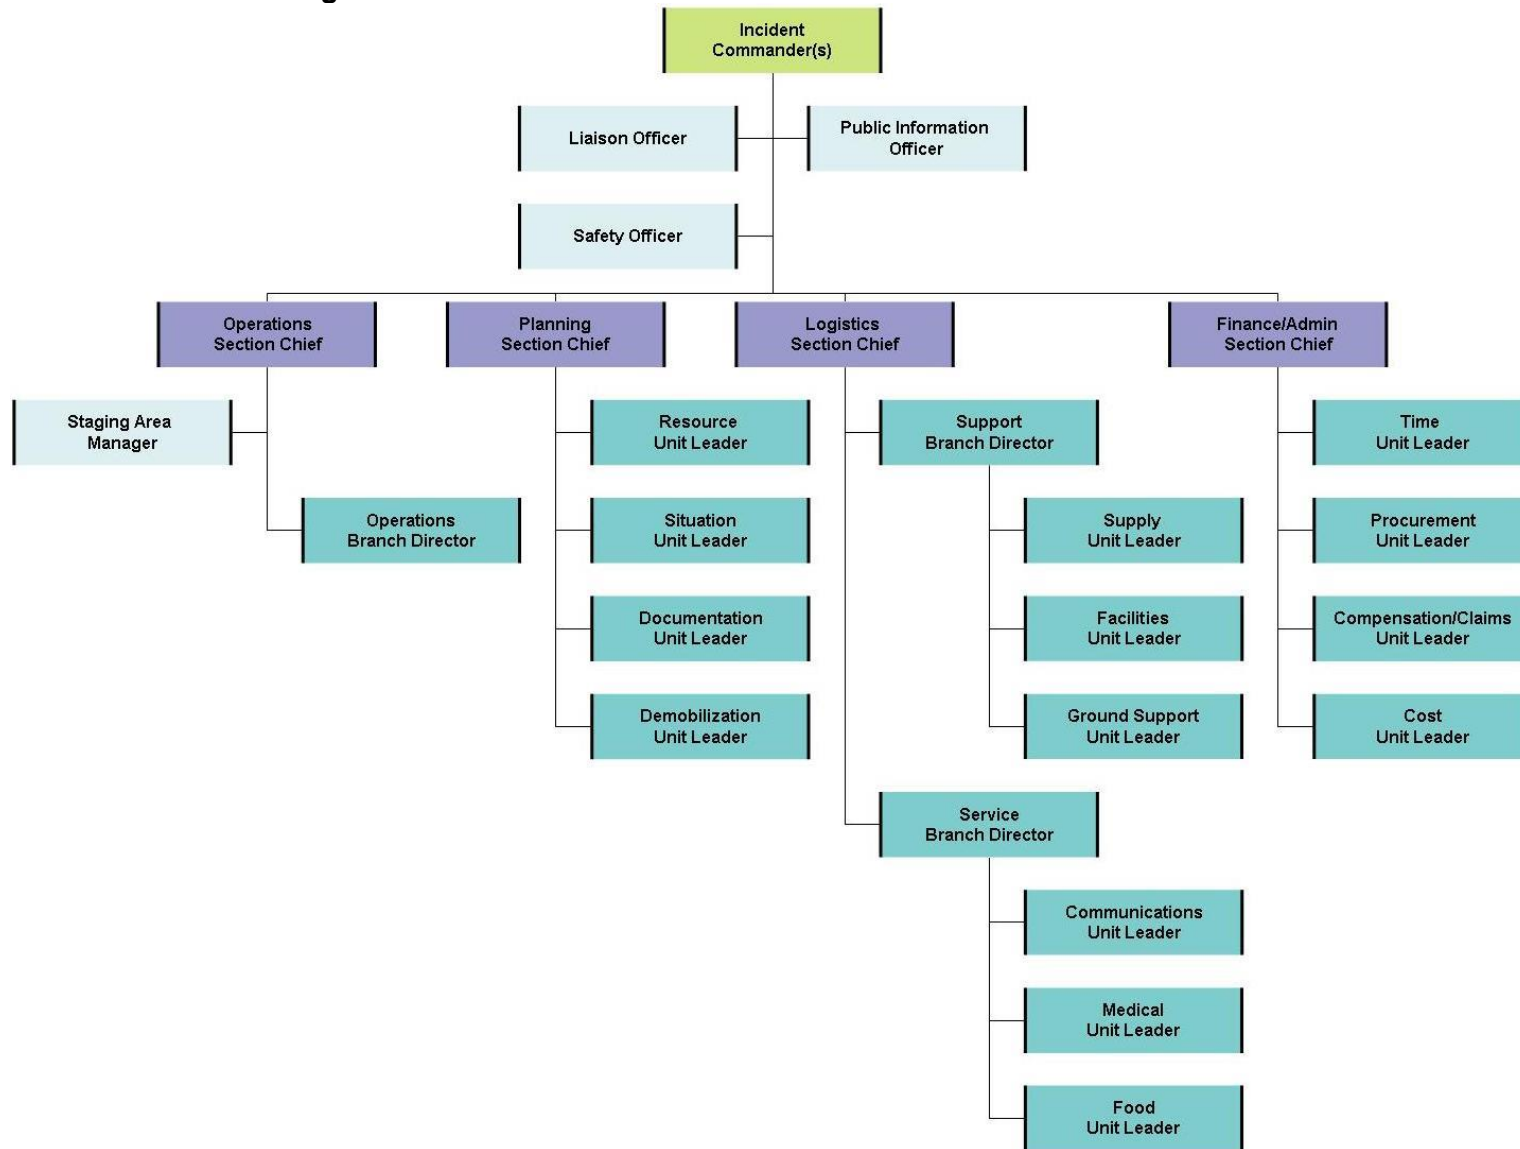 Incident
Commander(s)
Liaison Officer
Public Information
Officer
Safety Officer
Operations
Section Chief
Planning
Section Chief
Logistics
Section Chief
Finance/Admin
Section Chief
Staging Area
Manager
Resource
Unit Leader
Support
Branch Director
Time
Unit Leader
Operations
Branch Director
Situation
Unit Leader
Supply
Unit Leader
Procurement
Unit Leader
Documentation
Unit Leader
Facilities
Unit Leader
Compensation/Claims
Unit Leader
Demobilization
Unit Leader
Ground Support
Unit Leader
Cost
Unit Leader
Service
Branch Director
Communications
Unit Leader
Medical
Unit Leader
Food
Unit Leader